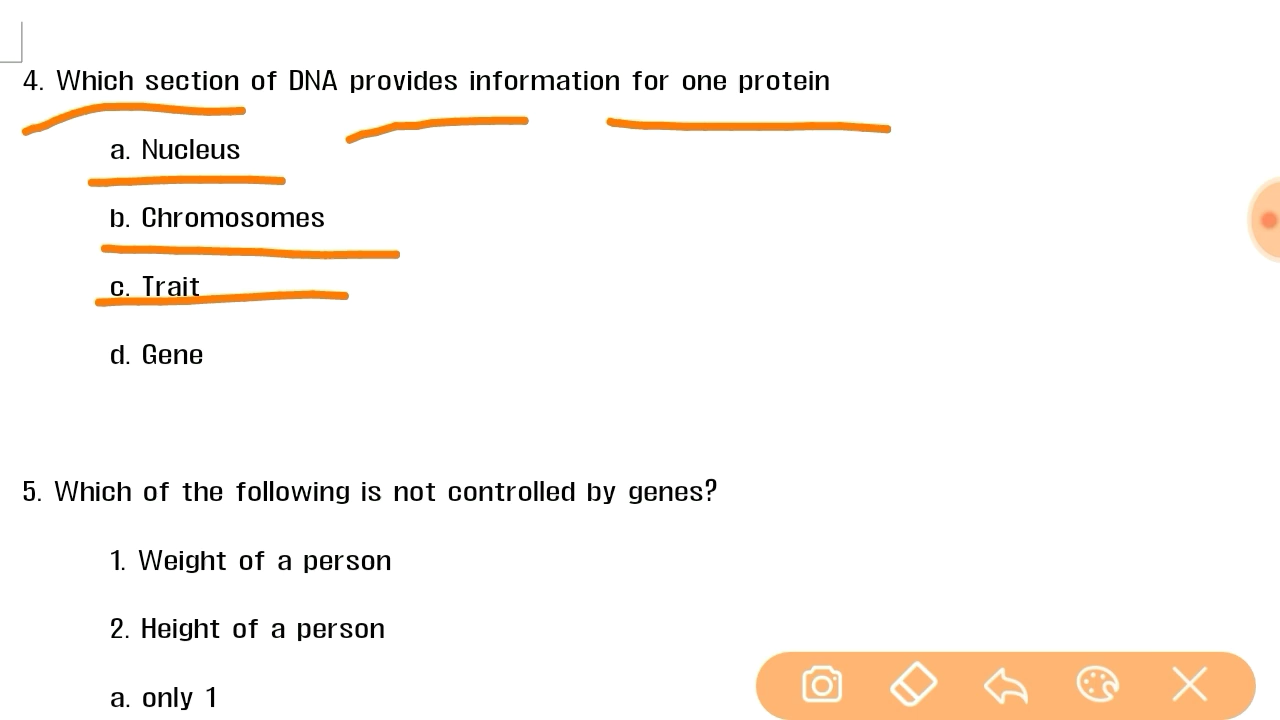 4. Which section of DNA provides information for one protein
a. Nucleus
b. Chromosomes
c. Trait
d. Gene
5. Which of the following is not controlled by genes?
1. Weight of a person
2. Height of a person
a. only 1